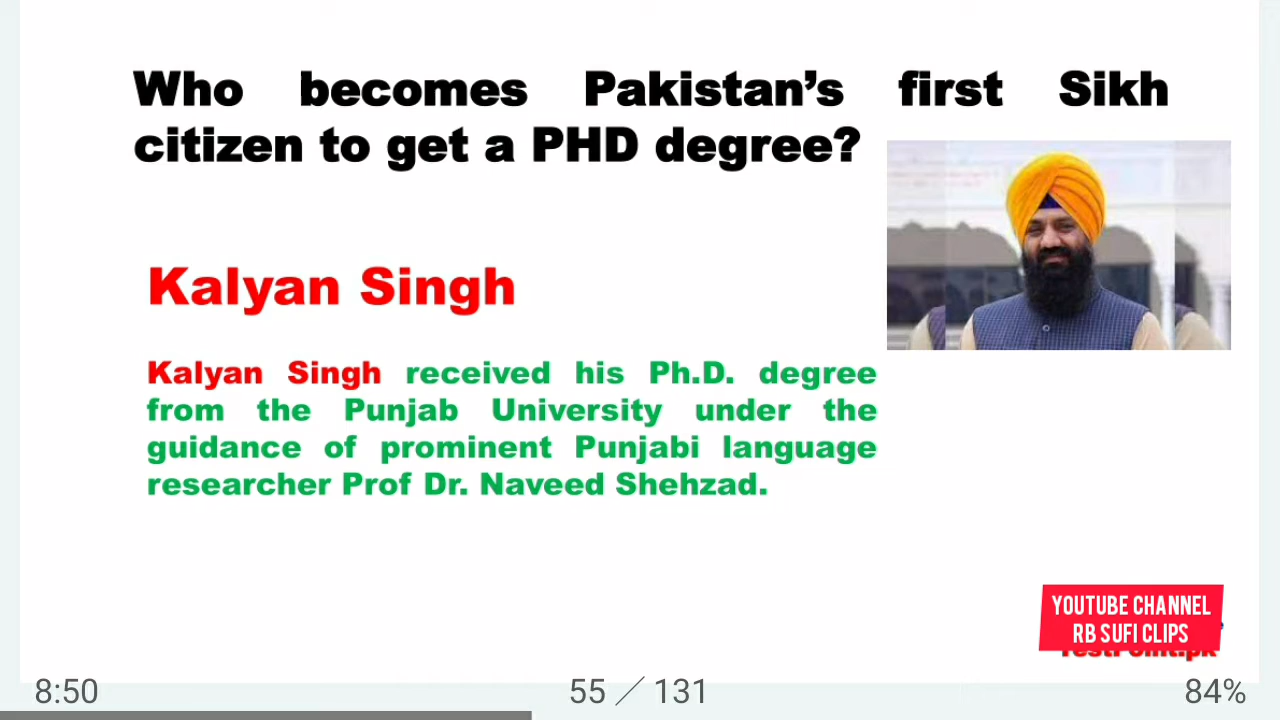 Who becomes Pakistan’s first Sikh
citizen to get a PHD degree?
Kalyan Singh
Kalyan Singh received his Ph.D. degree
from the Punjab University under the
guidance of prominent Punjabi language
researcher Prof Dr. Naveed Shehzad.
YOUTUBE CHANNEL
RB SUFI CLIPS
TestPoint.pk
8:50
55 ／ 131
84%